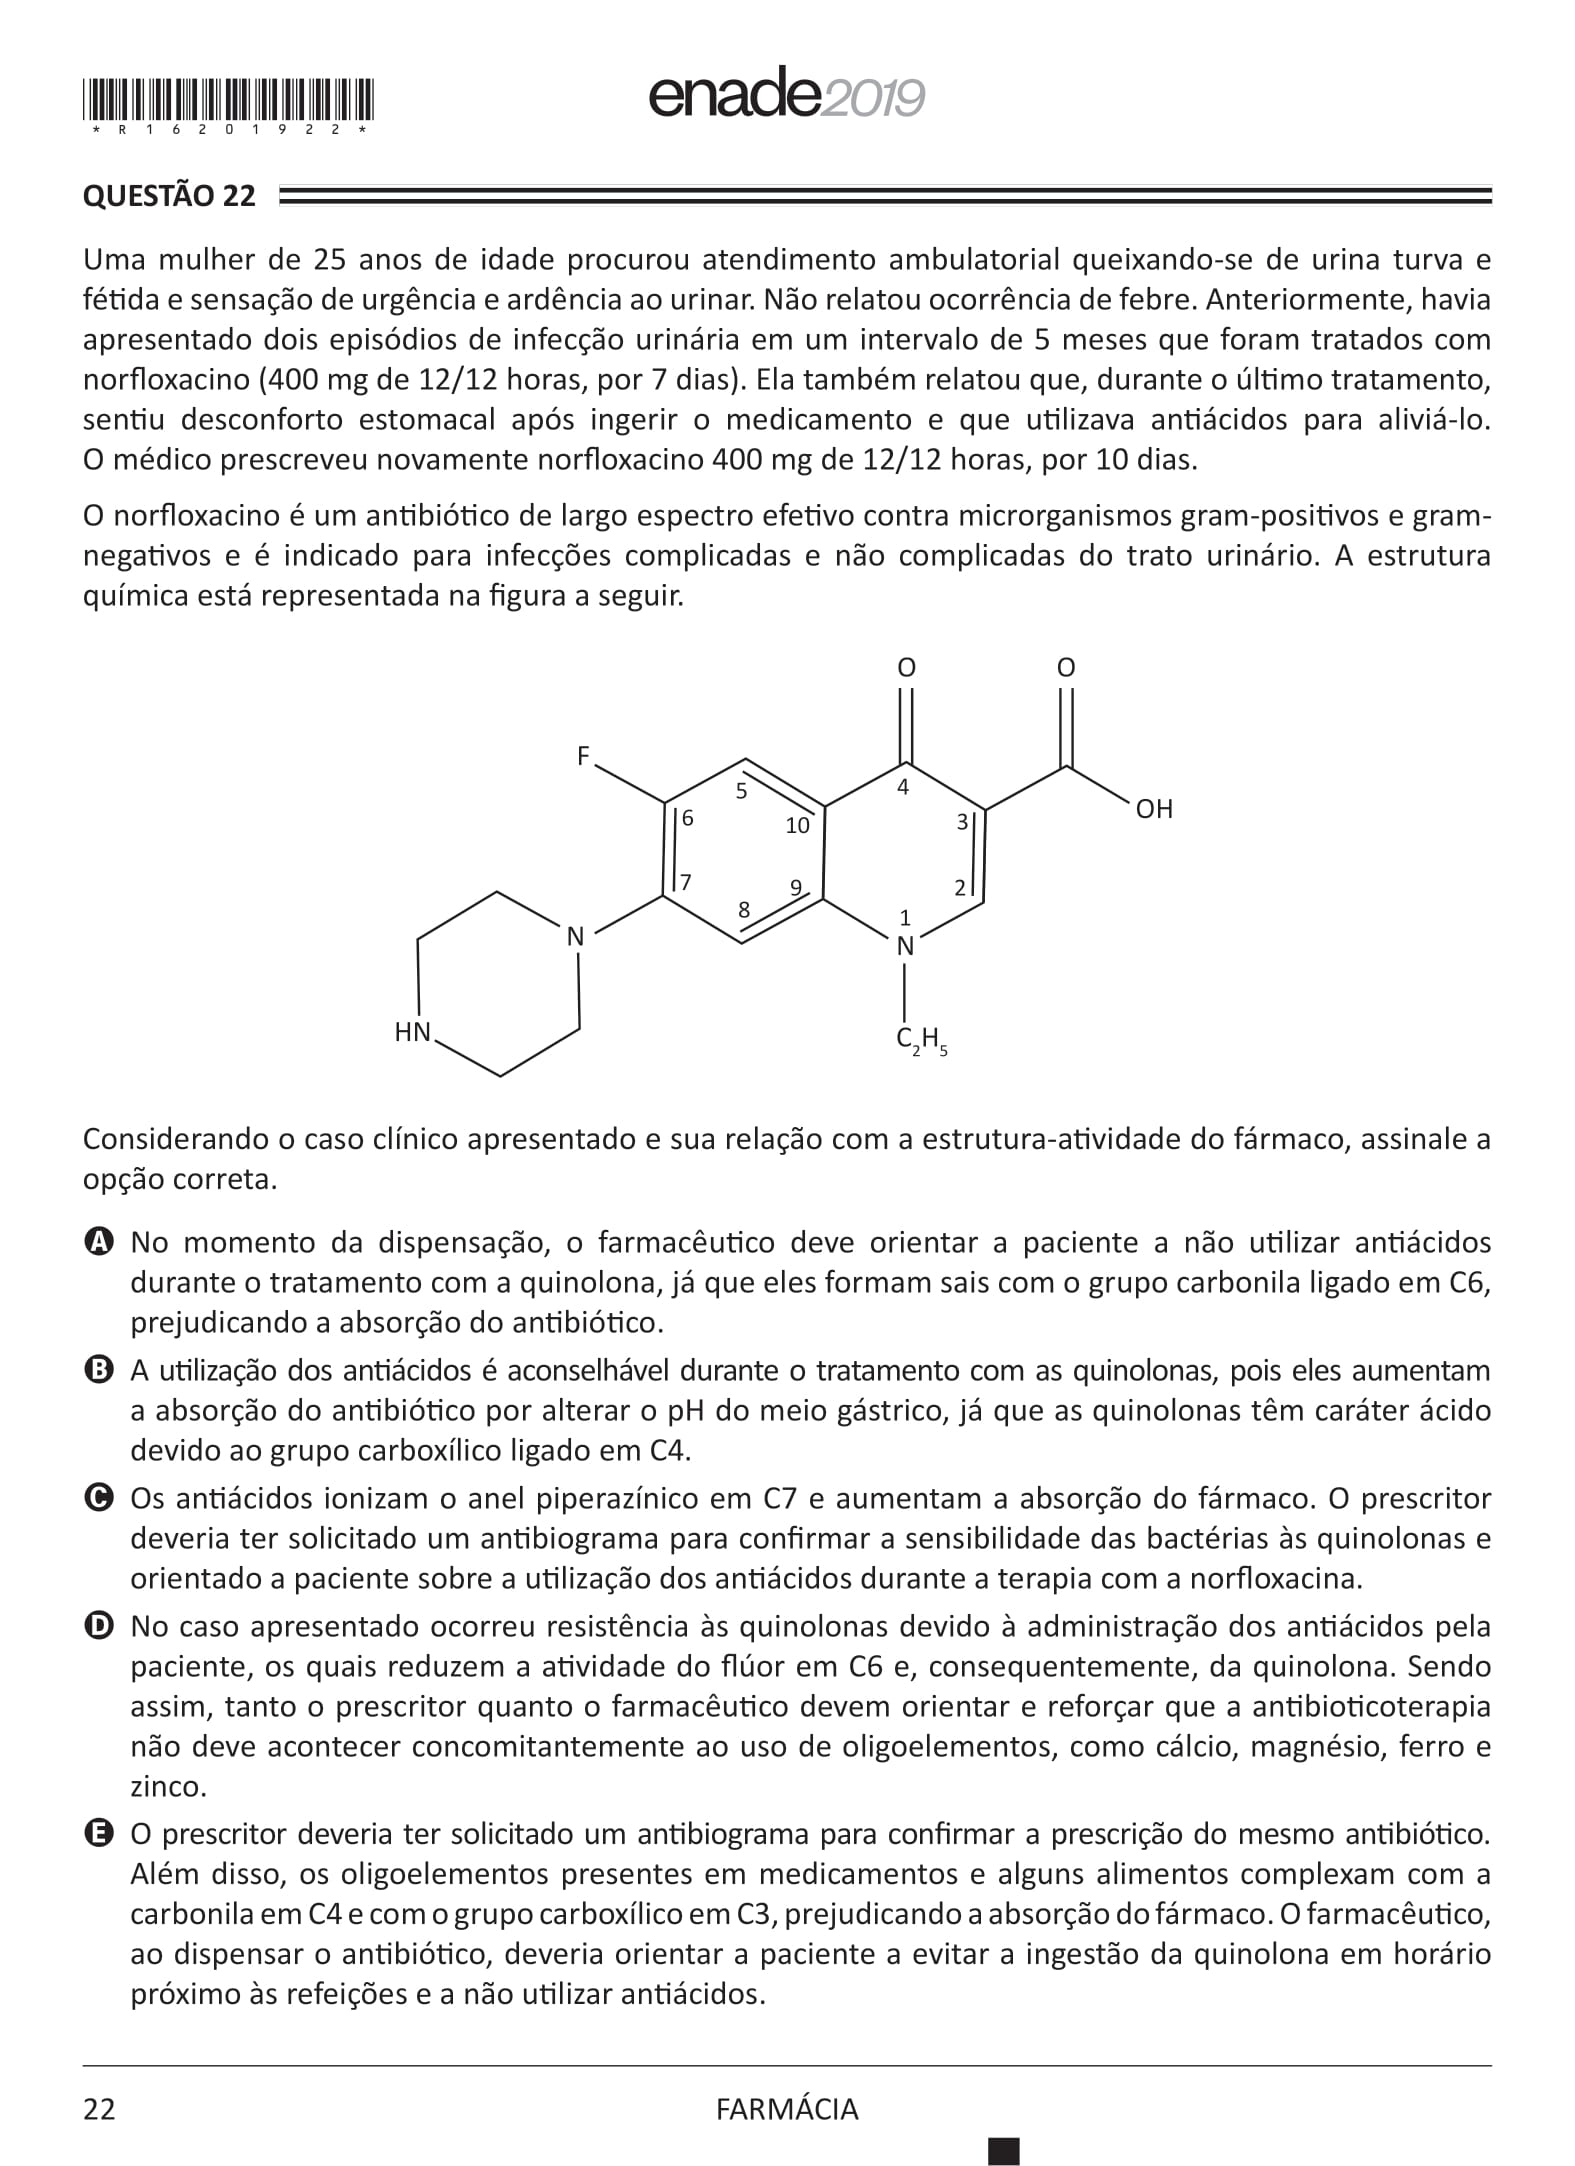 *R16201922*
enade2019
QUESTÃO 22
Uma mulher de 25 anos de idade procurou atendimento ambulatorial queixando-se de urina turva e
fétida e sensação de urgência e ardência ao urinar. Não relatou ocorrência de febre. Anteriormente, havia
apresentado dois episódios de infecção urinária em um intervalo de 5 meses que foram tratados com
norfloxacino (400 mg de 12/12 horas, por 7 dias). Ela também relatou que, durante o último tratamento,
sentiu desconforto estomacal após ingerir o medicamento e que utilizava antiácidos para aliviá-lo.
O médico prescreveu novamente norfloxacino 400 mg de 12/12 horas, por 10 dias.
O norfloxacino é um antibiótico de largo espectro efetivo contra microrganismos gram-positivos e gram-
negativos e é indicado para infecções complicadas e não complicadas do trato urinário. A estrutura
química está representada na figura a seguir.
O O
F
5 4
OH
6 10 3
7 9 2
8 1
N N
HN
C2H5
Considerando o caso clínico apresentado e sua relação com a estrutura-atividade do fármaco, assinale a
opção correta.
A No momento da dispensação, o farmacêutico deve orientar a paciente a não utilizar antiácidos
durante o tratamento com a quinolona, já que eles formam sais com o grupo carbonila ligado em C6,
prejudicando a absorção do antibiótico.
B A utilização dos antiácidos é aconselhável durante o tratamento com as quinolonas, pois eles aumentam
a absorção do antibiótico por alterar o pH do meio gástrico, já que as quinolonas têm caráter ácido
devido ao grupo carboxílico ligado em C4.
C Os antiácidos ionizam o anel piperazínico em C7 e aumentam a absorção do fármaco. O prescritor
deveria ter solicitado um antibiograma para confirmar a sensibilidade das bactérias às quinolonas e
orientado a paciente sobre a utilização dos antiácidos durante a terapia com a norfloxacina.
D No caso apresentado ocorreu resistência às quinolonas devido à administração dos antiácidos pela
paciente, os quais reduzem a atividade do flúor em C6 e, consequentemente, da quinolona. Sendo
assim, tanto o prescritor quanto o farmacêutico devem orientar e reforçar que a antibioticoterapia
não deve acontecer concomitantemente ao uso de oligoelementos, como cálcio, magnésio, ferro e
zinco.
E O prescritor deveria ter solicitado um antibiograma para confirmar a prescrição do mesmo antibiótico.
Além disso, os oligoelementos presentes em medicamentos e alguns alimentos complexam com a
carbonila em C4 e com o grupo carboxílico em C3, prejudicando a absorção do fármaco. O farmacêutico,
ao dispensar o antibiótico, deveria orientar a paciente a evitar a ingestão da quinolona em horário
próximo às refeições e a não utilizar antiácidos.
22 FARMÁCIA